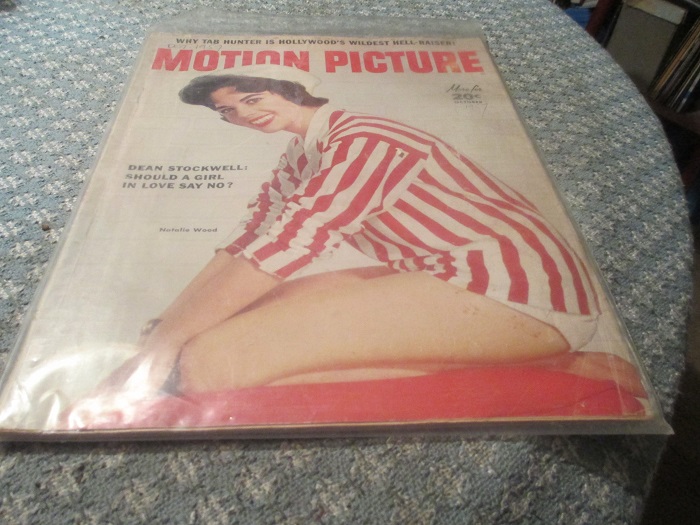 WHY TAB HUNTER IS HOLLYWOOD'S WILDEST HELL-RAISER!
MOTION PICTURE
20¢
DEAN STOCKWELL:
SHOULD A GIRL
IN LOVE SAY NO?
Natalie Wood